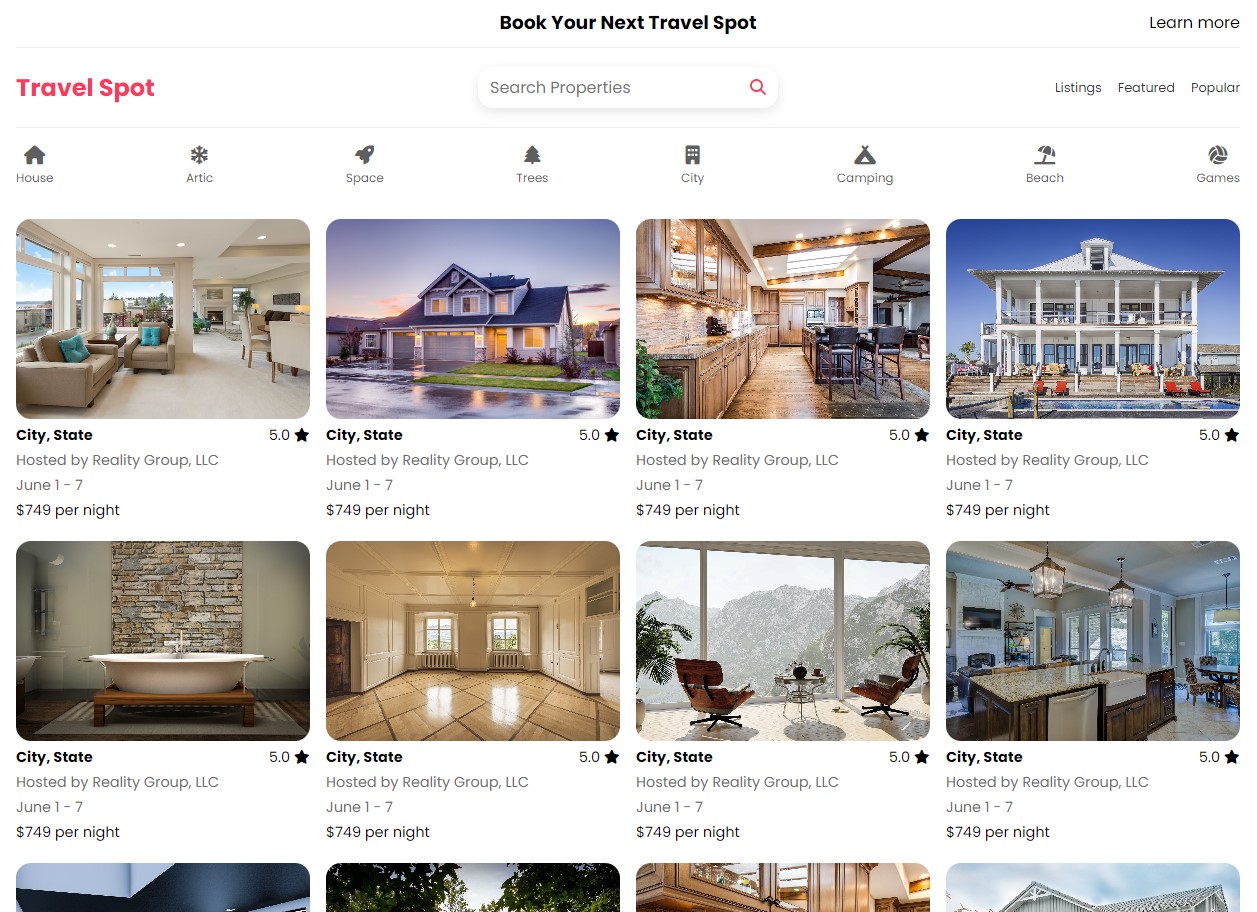 Book Your Next Travel Spot
Learn more
Travel Spot
Search Properties
Listings Featured Popular
House Artic Space Trees City Camping Beach Games
City, State 5.0
Hosted by Reality Group, LLC
June 1 - 7
$749 per night
City, State 5.0
Hosted by Reality Group, LLC
June 1 - 7
$749 per night
City, State 5.0
Hosted by Reality Group, LLC
June 1 - 7
$749 per night
City, State 5.0
Hosted by Reality Group, LLC
June 1 - 7
$749 per night
City, State 5.0
Hosted by Reality Group, LLC
June 1 - 7
$749 per night
City, State 5.0
Hosted by Reality Group, LLC
June 1 - 7
$749 per night
City, State 5.0
Hosted by Reality Group, LLC
June 1 - 7
$749 per night
City, State 5.0
Hosted by Reality Group, LLC
June 1 - 7
$749 per night